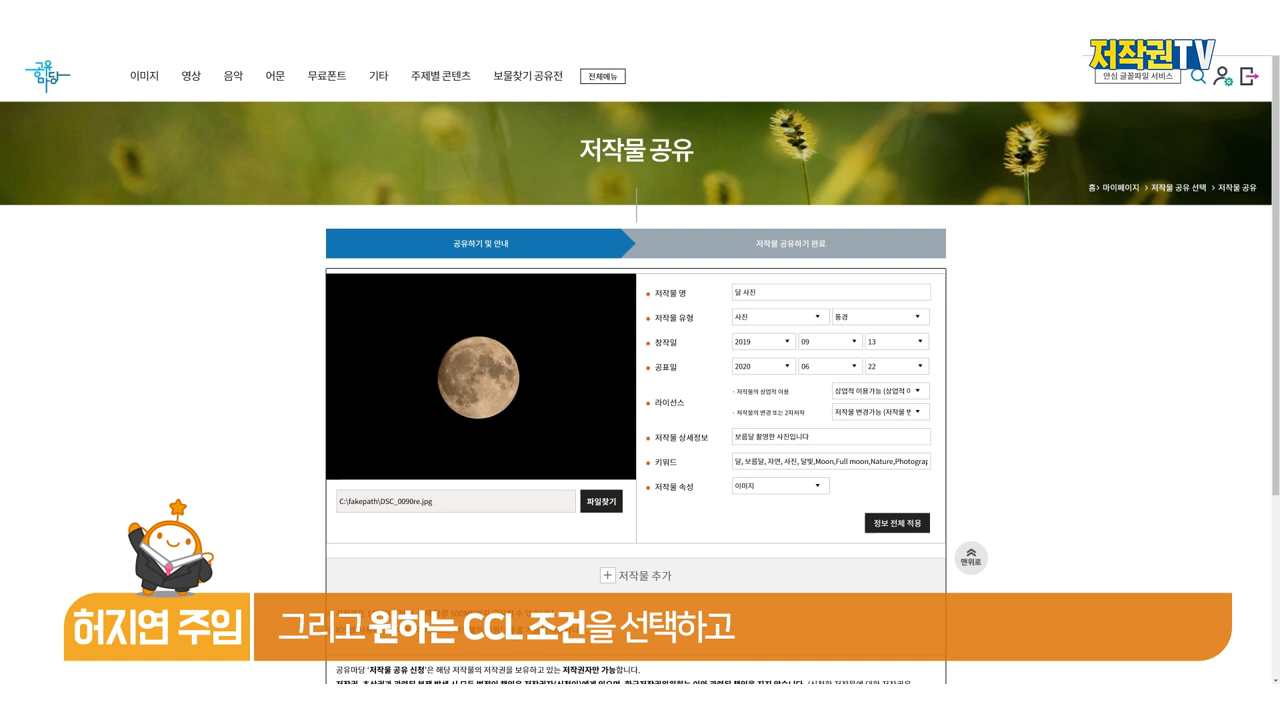 저작권TV
공유마당
이미지 영상 음악 어문 무료폰트 기타 주제별 콘텐츠 보물찾기 공유전 전체메뉴
안심 글꼴파일 서비스
저작물 공유
홈> 마이페이지 > 저작물 공유 선택 > 저작물 공유
공유하기 및 안내
저작물 공유하기 완료
저작물 명 달 사진
저작물 유형 사진 풍경
창작일 2019 09 13
공표일 2020 06 22
라이선스
· 저작물의 상업적 이용 상업적 이용가능 (상업적 이
· 저작물의 변경 또는 2차저작 저작물 변경가능 (저작물 변
저작물 상세정보 보름달 촬영한 사진입니다
키워드 달, 보름달, 자연, 사진, 달빛,Moon,Full moon,Nature,Photograp
저작물 속성 이미지
C:\fakepath\DSC_0090re.jpg 파일찾기
정보 전체 적용
맨위로
+ 저작물 추가
허지연 주임
그리고 원하는 CCL 조건을 선택하고
공유마당 '저작물 공유 신청'은 해당 저작물의 저작권을 보유하고 있는 저작권자만 가능합니다.